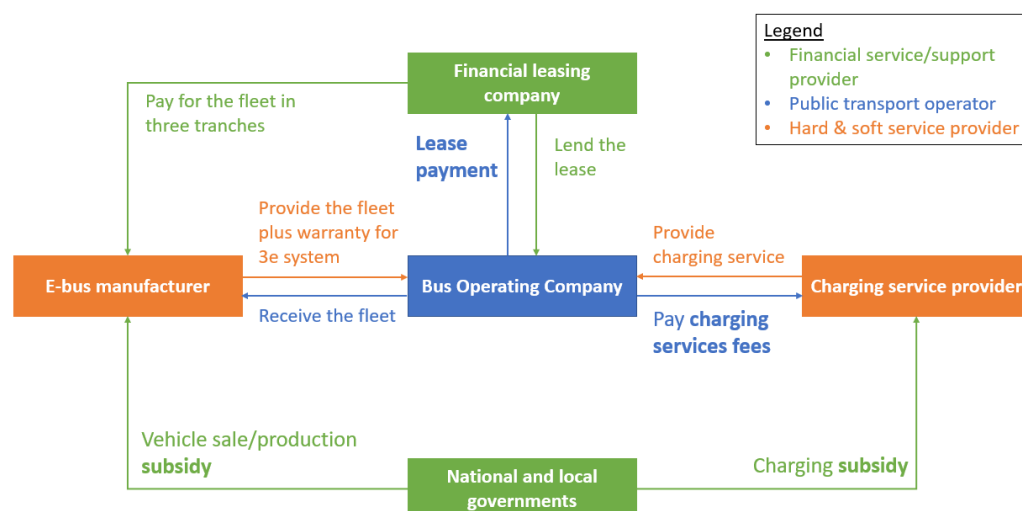 Legend
• Financial service/support
provider
• Public transport operator
• Hard & soft service provider
Financial leasing
company
Pay for the fleet in
three tranches
Lease
payment
Lend the
lease
Provide the fleet
plus warranty for
3e system
Provide
charging service
E-bus manufacturer
Bus Operating Company
Charging service provider
Receive the fleet
Pay charging
services fees
Vehicle sale/production
subsidy
Charging subsidy
National and local
governments